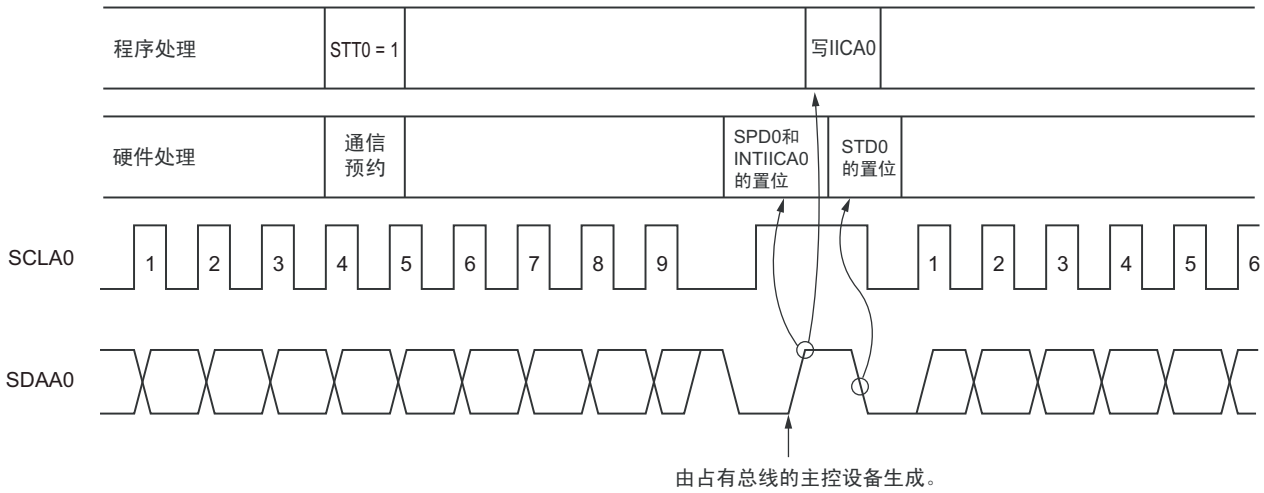 程序处理
STT0 = 1
写IICA0
硬件处理
通信
预约
SPD0和
INTIICA0
的置位
STD0
的置位
SCLA0
1 2 3 4 5 6 7 8 9 1 2 3 4 5 6
SDAA0
由占有总线的主控设备生成。